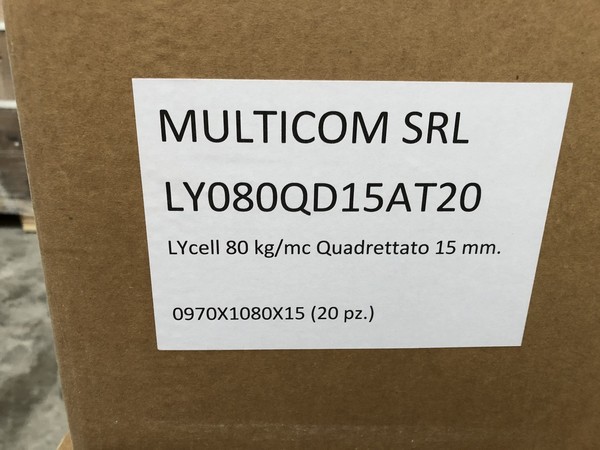 MULTICOM SRL
LY080QD15AT20
LYcell 80 kg/mc Quadrettato 15 mm.
0970X1080X15 (20 pz.)